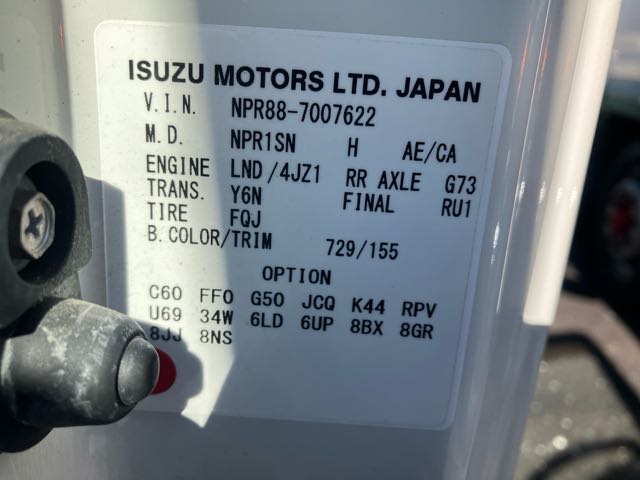 ISUZU MOTORS LTD. JAPAN
V.I.N. NPR88-7007622
M.D. NPR1SN H AE/CA
ENGINE LND/4JZ1 RR AXLE G73
TRANS. Y6N FINAL RU1
TIRE FQJ
B.COLOR/TRIM 729/155
OPTION
C60 FF0 G50 JCQ K44 RPV
U69 34W 6LD 6UP 8BX 8GR
8JJ 8NS